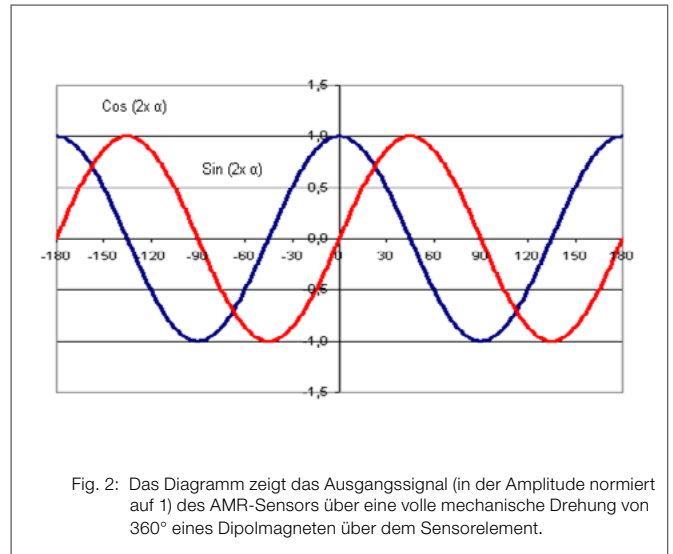 1,5
Cos (2x α)
1,0
Sin (2x α)
0,5
0,0
-180 -150 -120 -90 -60 -30 0 30 60 90 120 150 180
-0,5
-1,0
-1,5
Fig. 2: Das Diagramm zeigt das Ausgangssignal (in der Amplitude normiert
auf 1) des AMR-Sensors über eine volle mechanische Drehung von
360° eines Dipolmagneten über dem Sensorelement.